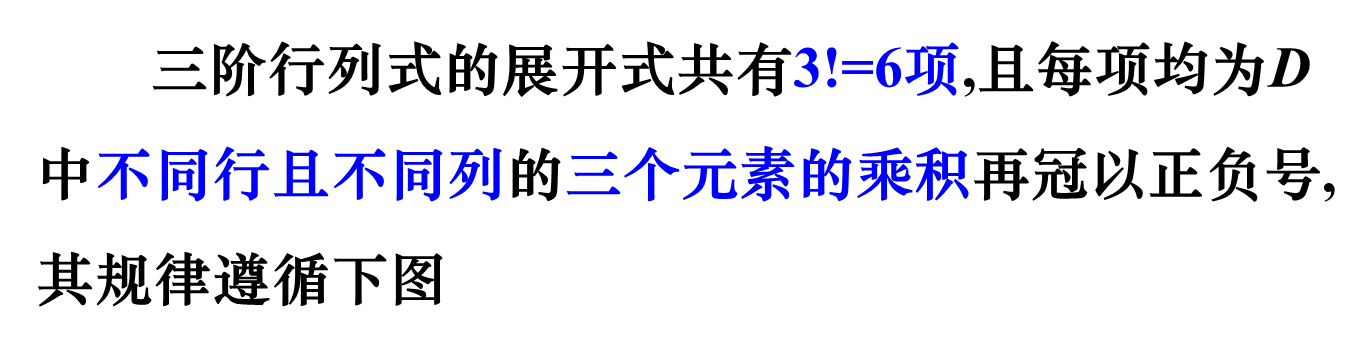 三阶行列式的展开式共有3!=6项,且每项均为D
中不同行且不同列的三个元素的乘积再冠以正负号,
其规律遵循下图